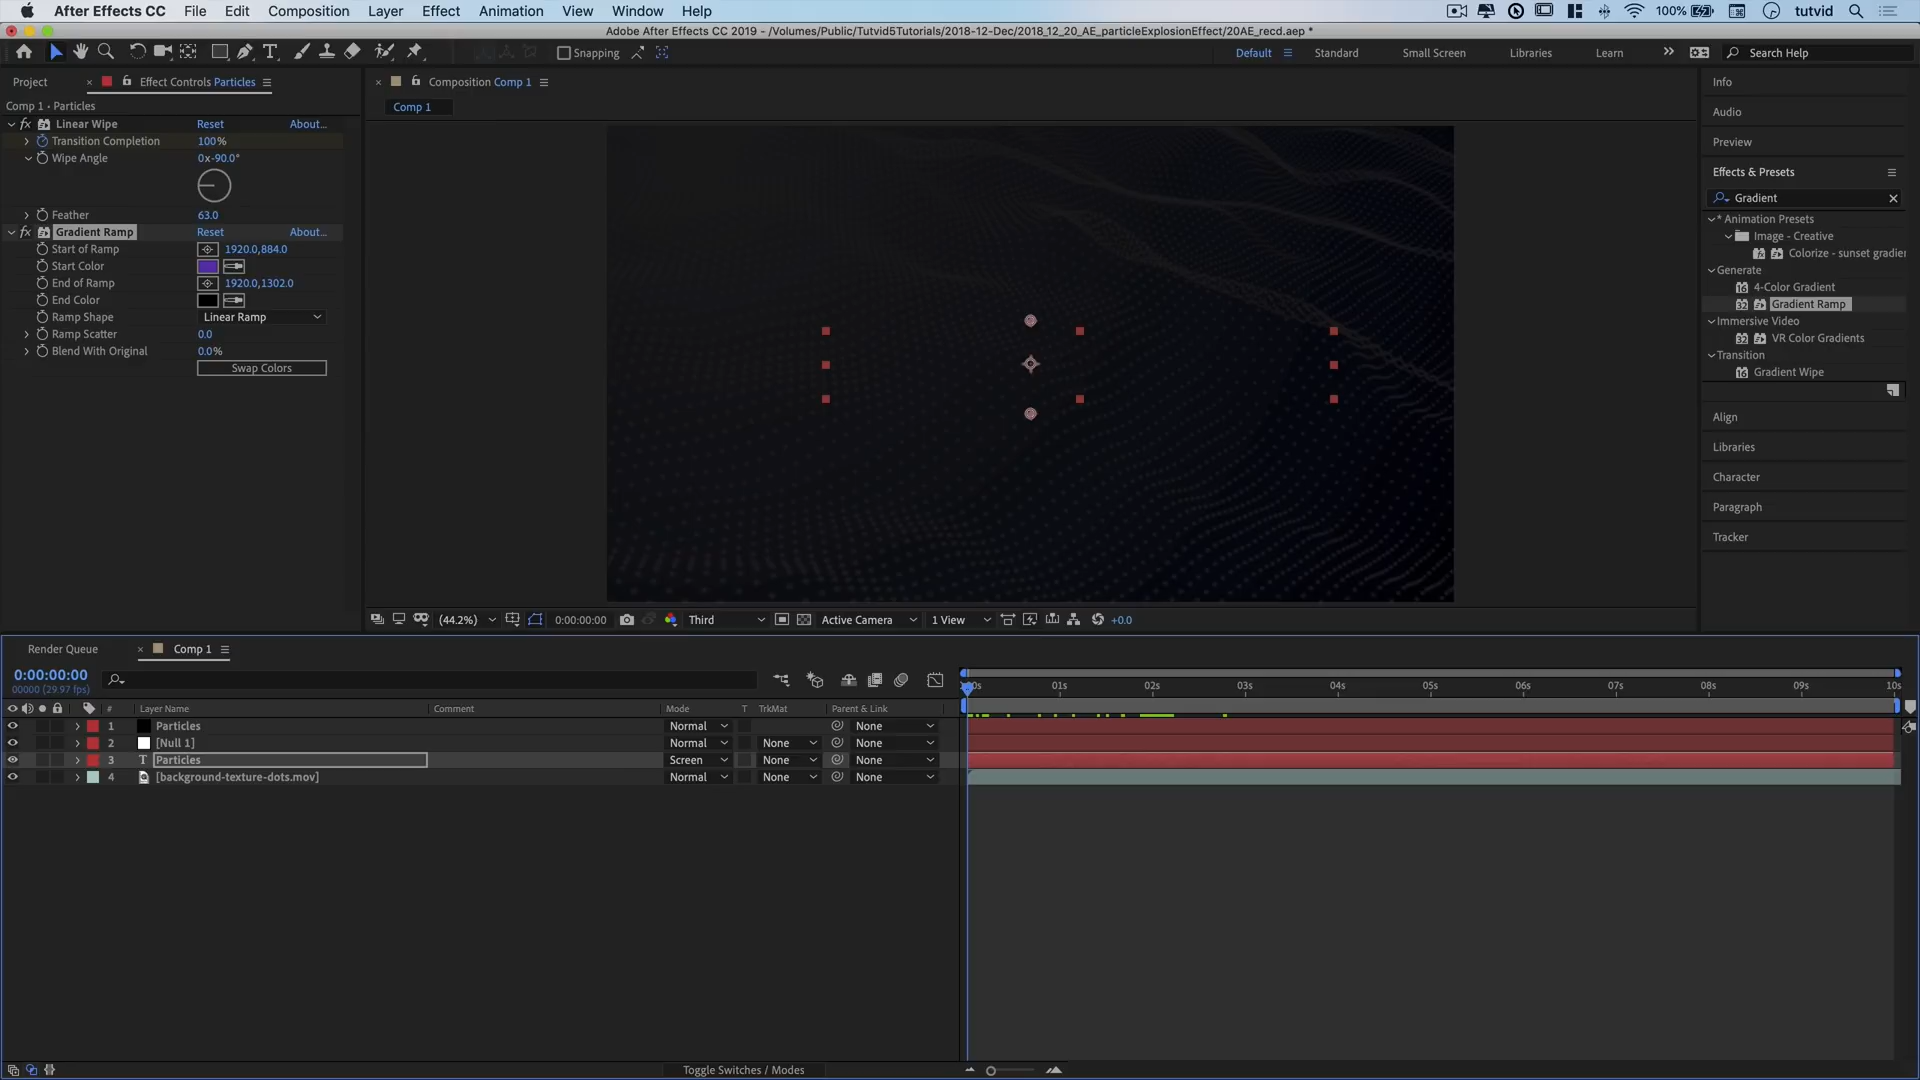 After Effects CC File Edit Composition Layer Effect Animation View Window Help 100% tutvid
Adobe After Effects CC 2019 - /Volumes/Public/Tutvid5Tutorials/2018-12-Dec/2018_12_20_AE_particleExplosionEffect/20AE_recd.aep *
Snapping Default Standard Small Screen Libraries Learn Search Help
Project Effect Controls Particles
Comp 1 • Particles
Linear Wipe Reset About...
Transition Completion 100%
Wipe Angle 0x-90.0°
Feather 63.0
Gradient Ramp Reset About...
Start of Ramp 1920.0,884.0
Start Color
End of Ramp 1920.0,1302.0
End Color
Ramp Shape Linear Ramp
Ramp Scatter 0.0
Blend With Original 0.0%
Swap Colors
Composition Comp 1
Comp 1
(44.2%) 0:00:00:00 Third Active Camera 1 View +0.0
Info
Audio
Preview
Effects & Presets
Gradient
* Animation Presets
Image - Creative
Colorize - sunset gradien
Generate
4-Color Gradient
Gradient Ramp
Immersive Video
VR Color Gradients
Transition
Gradient Wipe
Align
Libraries
Character
Paragraph
Tracker
Render Queue Comp 1
0:00:00:00
00000 (29.97 fps)
00s 01s 02s 03s 04s 05s 06s 07s 08s 09s 10s
# Layer Name Comment Mode T TrkMat Parent & Link
1 Particles Normal None
2 [Null 1] Normal None None
3 T Particles Screen None None
4 [background-texture-dots.mov] Normal None None
Toggle Switches / Modes